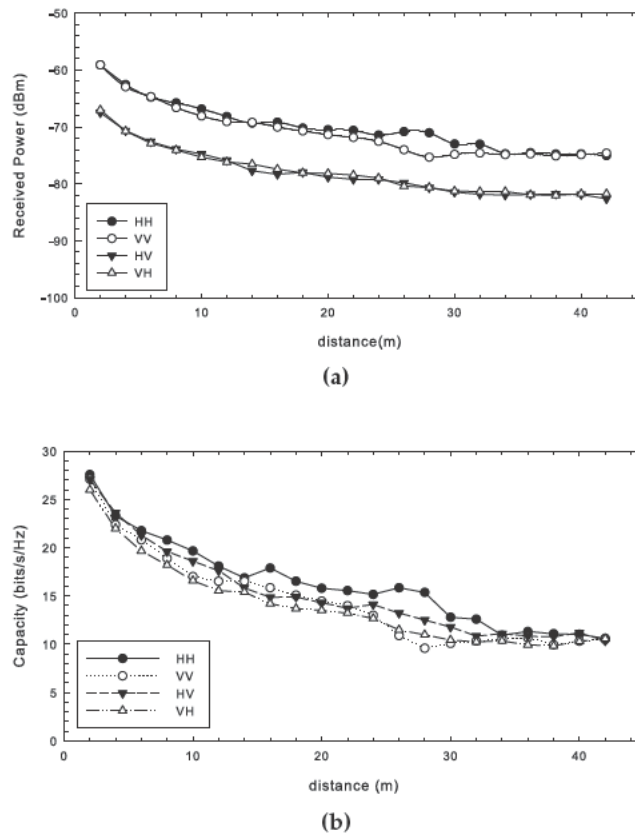 −50
−60
−70
−80
−90
−100
Received Power (dBm)
HH
VV
HV
VH
0 10 20 30 40
distance(m)
(a)
30
25
20
15
10
5
0
Capacity (bits/s/Hz)
HH
VV
HV
VH
0 10 20 30 40
distance (m)
(b)